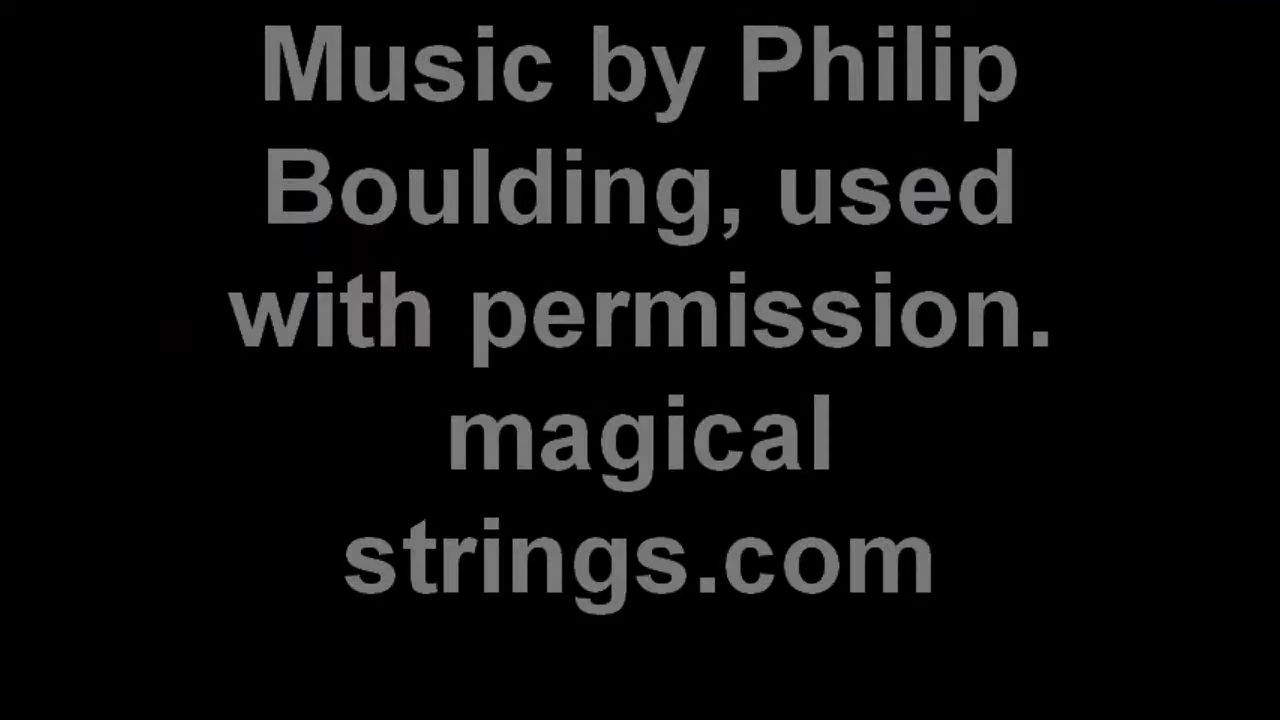 Music by Philip
Boulding, used
with permission.
magical
strings.com